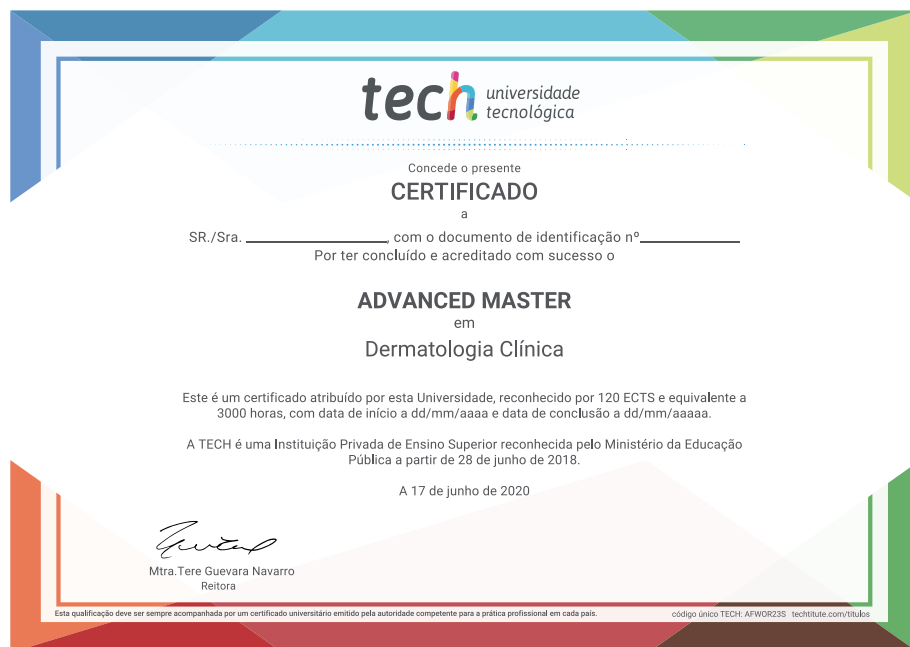 tech universidade
tecnológica
Concede o presente
CERTIFICADO
a
SR./Sra. ____________, com o documento de identificação nº____________
Por ter concluído e acreditado com sucesso o
ADVANCED MASTER
em
Dermatologia Clínica
Este é um certificado atribuído por esta Universidade, reconhecido por 120 ECTS e equivalente a
3000 horas, com data de início a dd/mm/aaaa e data de conclusão a dd/mm/aaaaa.
A TECH é uma Instituição Privada de Ensino Superior reconhecida pelo Ministério da Educação
Pública a partir de 28 de junho de 2018.
A 17 de junho de 2020
Mtra.Tere Guevara Navarro
Reitora
Esta qualificação deve ser sempre acompanhada por um certificado universitário emitido pela autoridade competente para a prática profissional em cada país.
código único TECH: AFWOR23S techtitute.com/titulos